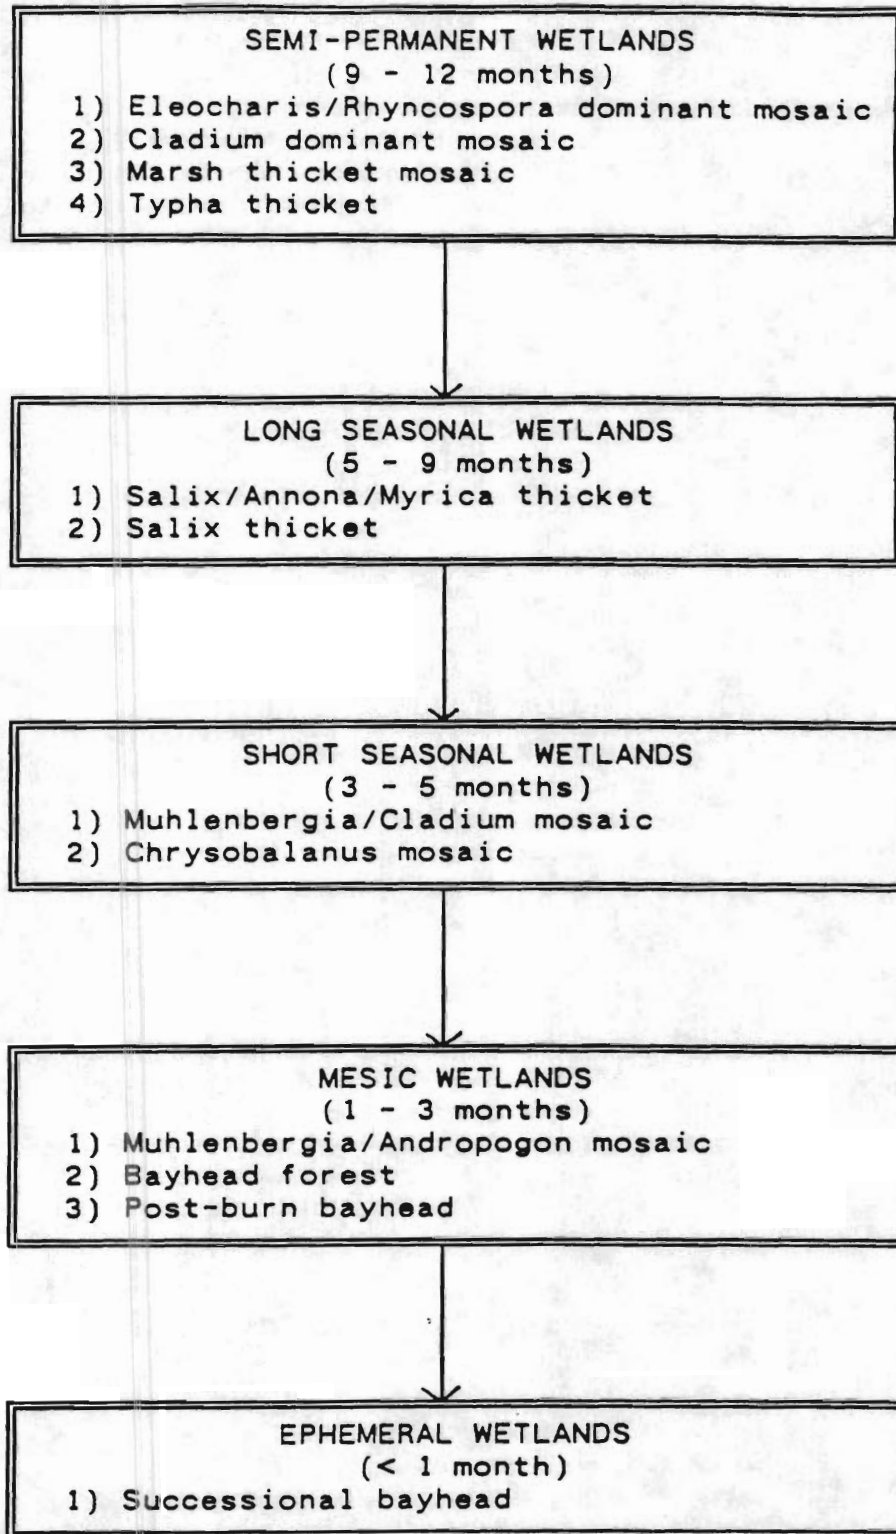 SEMI-PERMANENT WETLANDS
(9 - 12 months)
1) Eleocharis/Rhyncospora dominant mosaic
2) Cladium dominant mosaic
3) Marsh thicket mosaic
4) Typha thicket
LONG SEASONAL WETLANDS
(5 - 9 months)
1) Salix/Annona/Myrica thicket
2) Salix thicket
SHORT SEASONAL WETLANDS
(3 - 5 months)
1) Muhlenbergia/Cladium mosaic
2) Chrysobalanus mosaic
MESIC WETLANDS
(1 - 3 months)
1) Muhlenbergia/Andropogon mosaic
2) Bayhead forest
3) Post-burn bayhead
EPHEMERAL WETLANDS
(< 1 month)
1) Successional bayhead